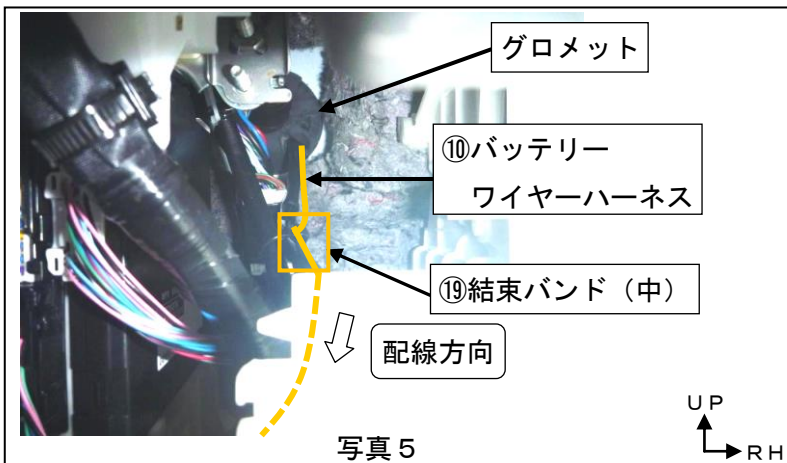 グロメット
⑩バッテリー
ワイヤーハーネス
⑲結束バンド（中）
配線方向
写真５
ＵＰ
ＲＨ